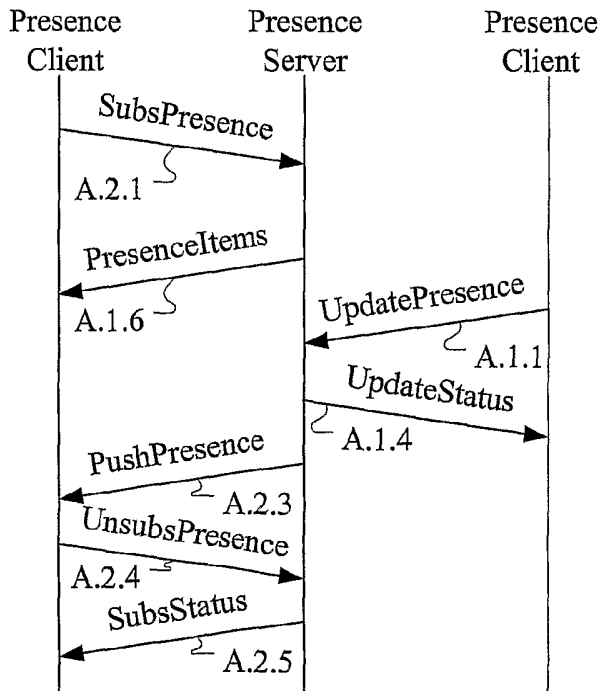 Presence Client
Presence Server
Presence Client
SubsPresence
A.2.1
PresenceItems
A.1.6
UpdatePresence
A.1.1
UpdateStatus
A.1.4
PushPresence
A.2.3
UnsubsPresence
A.2.4
SubsStatus
A.2.5